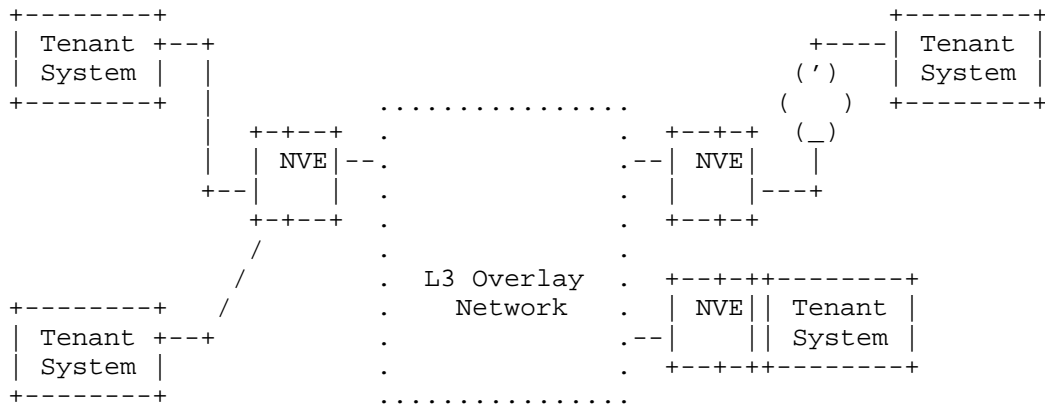 Tenant
System
Tenant
System
NVE
NVE
L3 Overlay
Network
NVE
Tenant
System
Tenant
System